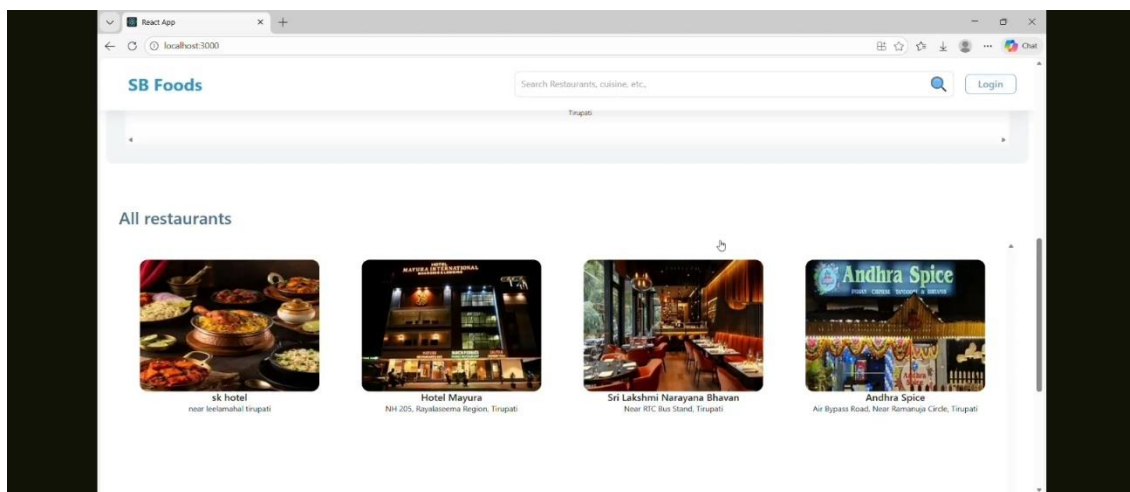 React App
localhost:3000
Chat
SB Foods
Search Restaurants, cuisine, etc.,
Login
Tirupati
All restaurants
HOTEL
MAYURA INTERNATIONAL
Andhra Spice
sk hotel
near leelamahal tirupati
Hotel Mayura
NH 205, Rayalaseema Region, Tirupati
Sri Lakshmi Narayana Bhavan
Near RTC Bus Stand, Tirupati
Andhra Spice
Air Bypass Road, Near Ramanuja Circle, Tirupati